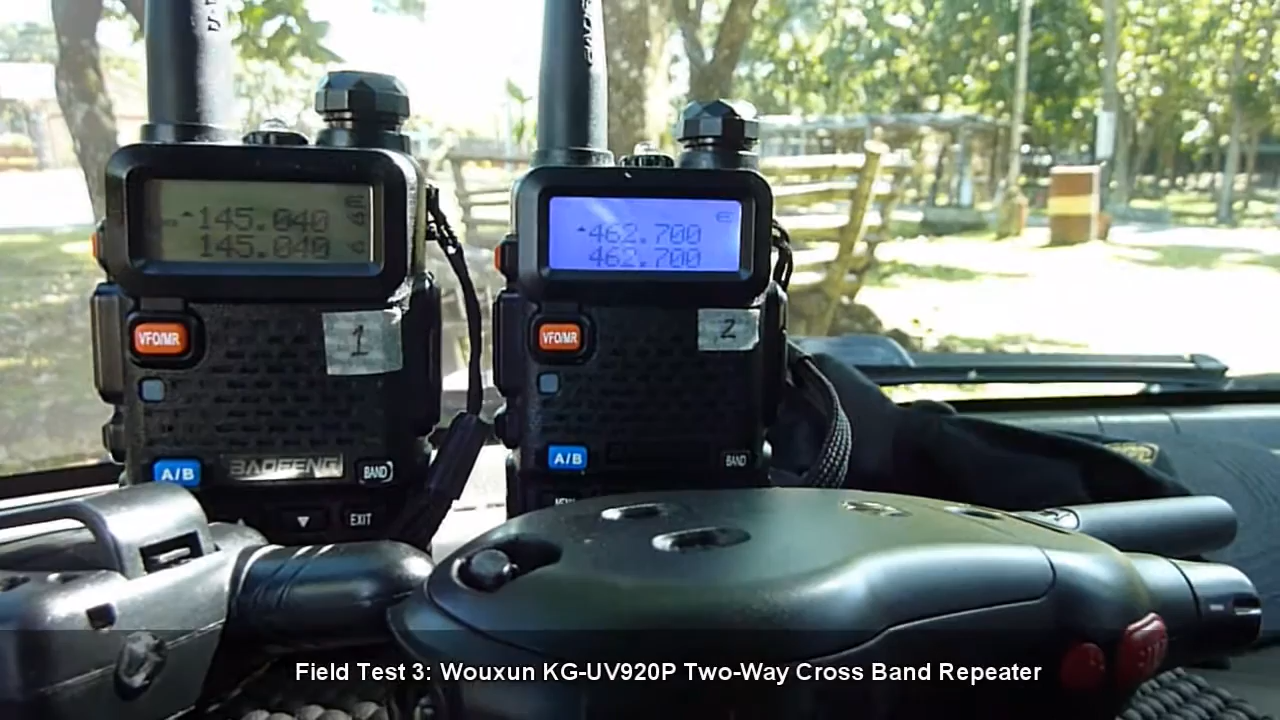 145.040
145.040
462.700
462.700
VFO/MR
1
VFO/MR
2
A/B
BAOFENG
BAND
A/B
BAND
EXIT
Field Test 3: Wouxun KG-UV920P Two-Way Cross Band Repeater